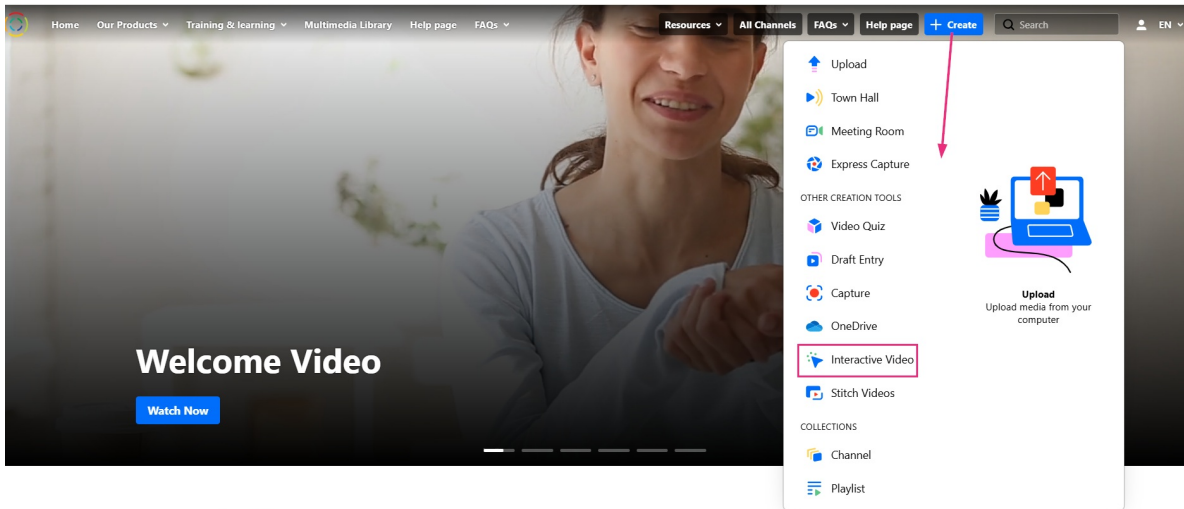 Home Our Products Training & learning Multimedia Library Help page FAQs Resources All Channels FAQs Help page + Create Search EN
Upload
Town Hall
Meeting Room
Express Capture
OTHER CREATION TOOLS
Video Quiz
Draft Entry
Capture
OneDrive
Interactive Video
Stitch Videos
COLLECTIONS
Channel
Playlist
Upload
Upload media from your
computer
Welcome Video
Watch Now